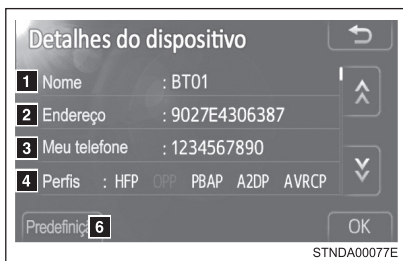 Detalhes do dispositivo
1 Nome : BT01
2 Endereço : 9027E4306387
3 Meu telefone : 1234567890
4 Perfis : HFP OPP PBAP A2DP AVRCP
6 OK
STNDA00077E